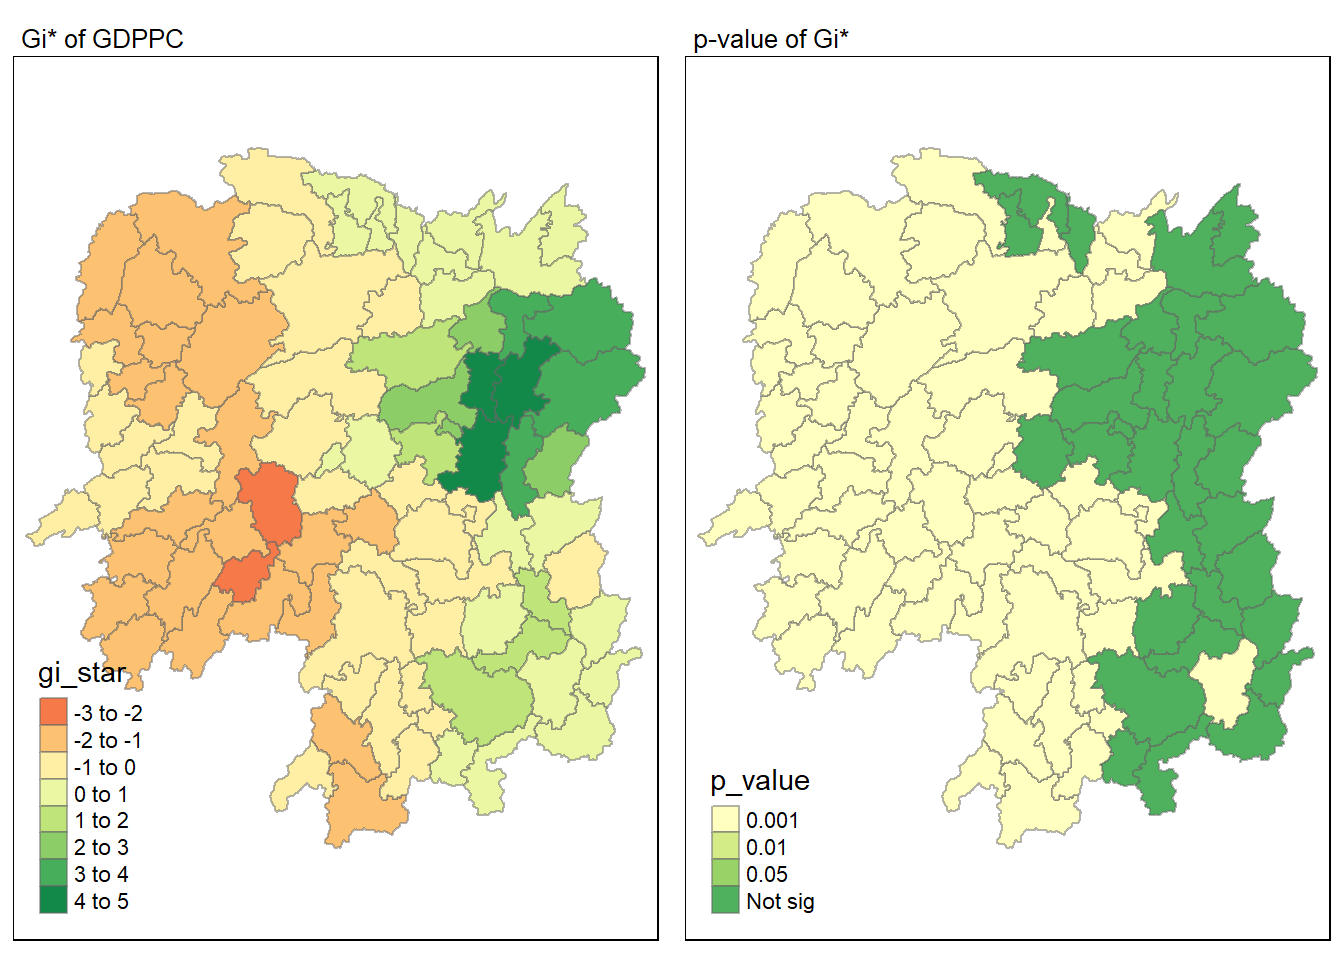 Gi* of GDPPC
p-value of Gi*
gi_star
-3 to -2
-2 to -1
-1 to 0
0 to 1
1 to 2
2 to 3
3 to 4
4 to 5
p_value
0.001
0.01
0.05
Not sig